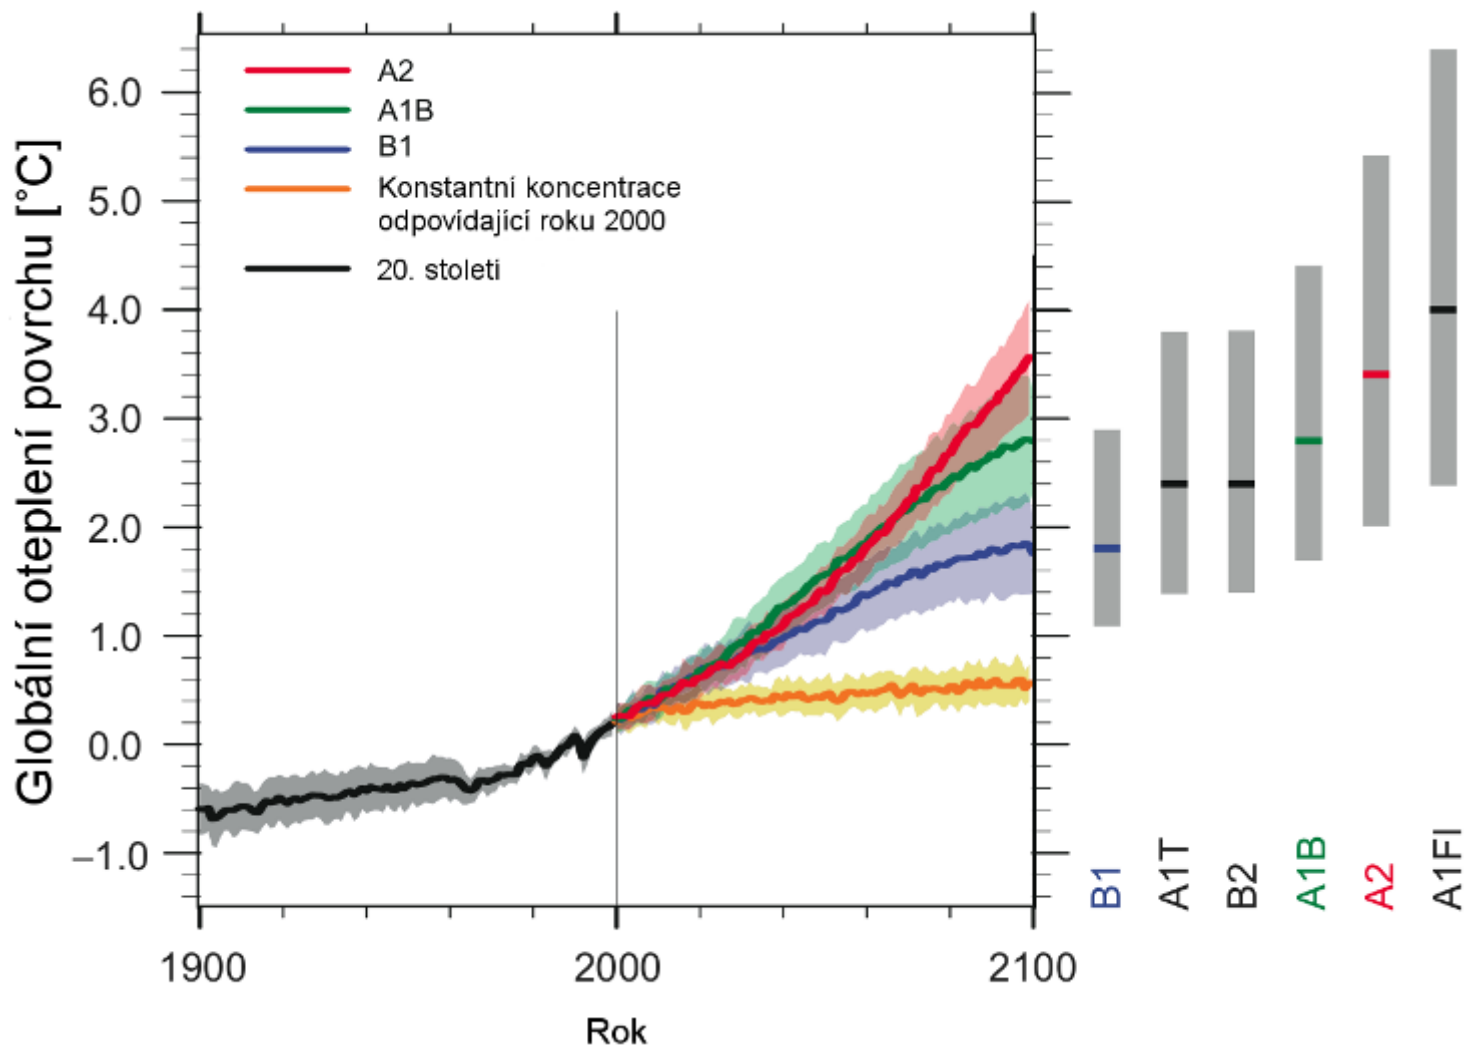 A2
A1B
B1
Konstantní koncentrace
odpovídající roku 2000
20. stoleti
Globální oteplení povrchu [°C]
6.0
5.0
4.0
3.0
2.0
1.0
0.0
–1.0
1900
2000
2100
Rok
B1
A1T
B2
A1B
A2
A1FI